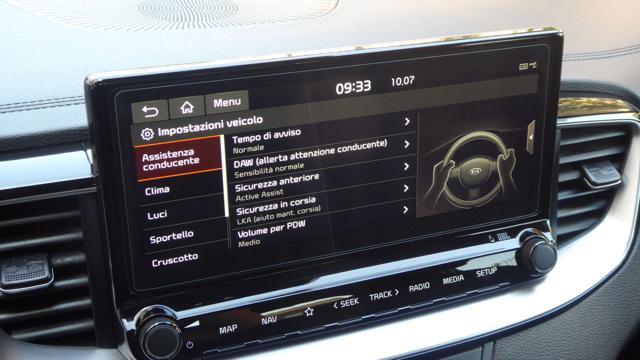 09:33 10.07
Menu
Impostazioni veicolo
Assistenza
conducente
Clima
Luci
Sportello
Cruscotto
Tempo di avviso
Normale
DAW (allerta attenzione conducente)
Sensibilità normale
Sicurezza anteriore
Active Assist
Sicurezza in corsia
LKA (aiuto mant. corsia)
Volume per PDW
Medio
KIA
JBL
MAP NAV < SEEK TRACK > RADIO MEDIA SETUP